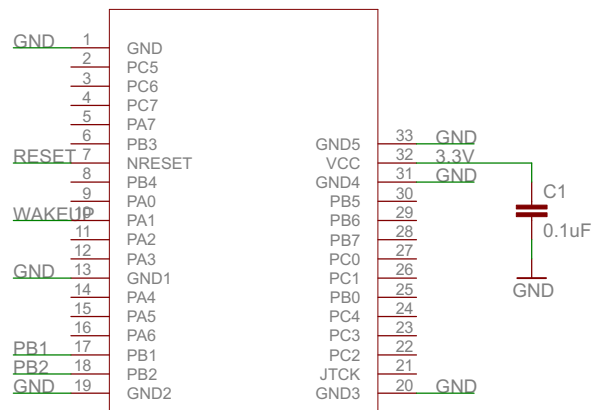 GND 1 GND
2 PC5
3 PC6
4 PC7
5 PA7
6 PB3 GND5 33 GND
RESET 7 NRESET VCC 32 3.3V
8 PB4 GND4 31 GND
9 PA0 PB5 30 C1
WAKEUP 10 PA1 PB6 29
11 PA2 PB7 28 0.1uF
12 PA3 PC0 27
GND 13 GND1 PC1 26
14 PA4 PB0 25 GND
15 PA5 PC4 24
16 PA6 PC3 23
PB1 17 PB1 PC2 22
PB2 18 PB2 JTCK 21
GND 19 GND2 GND3 20 GND